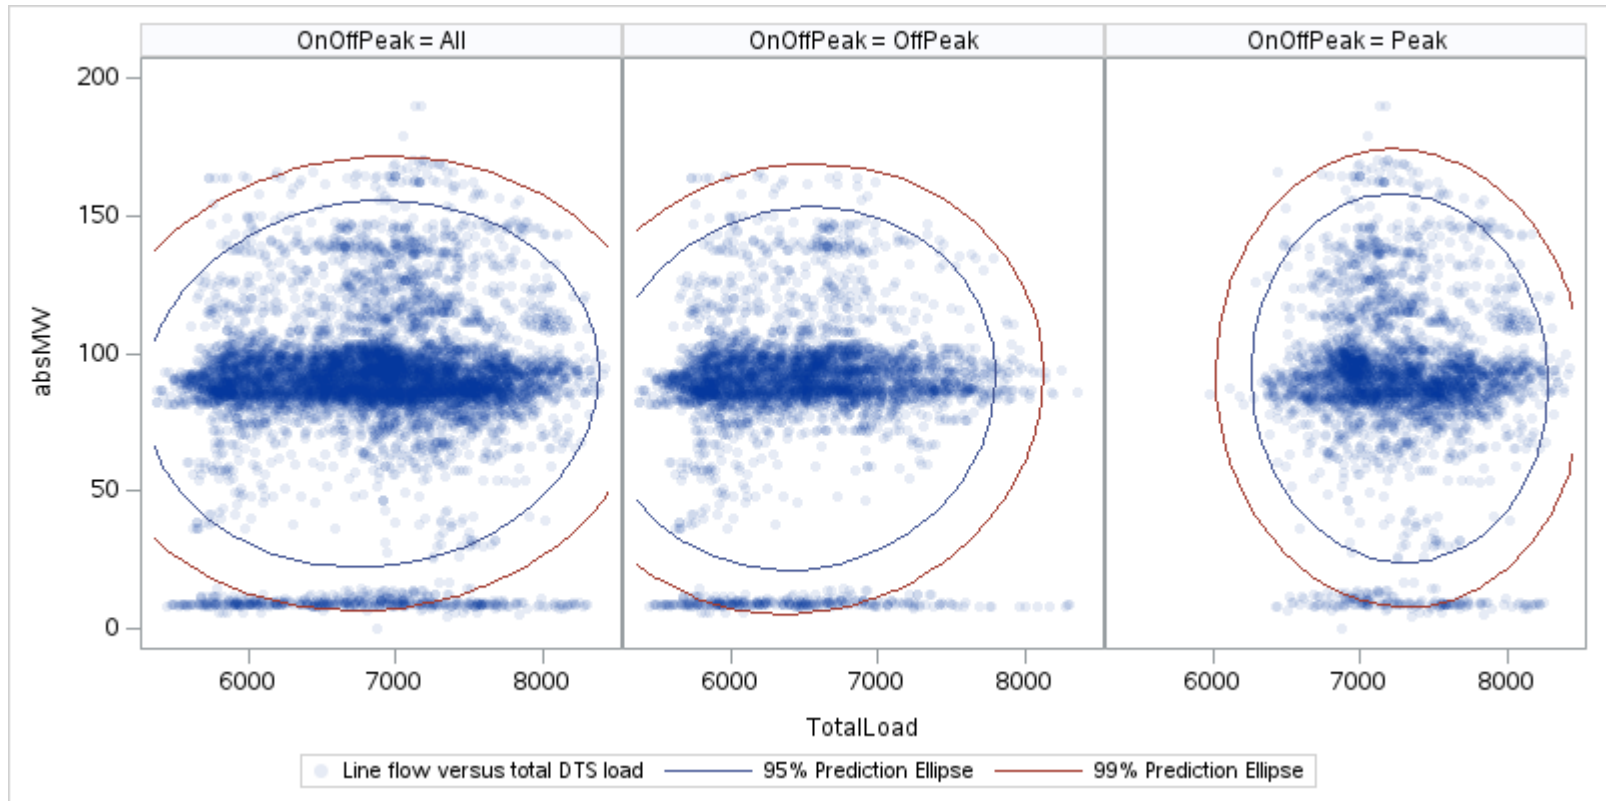 OnOffPeak = All
OnOffPeak = OffPeak
OnOffPeak = Peak
200
150
100
50
0
absMW
6000 7000 8000
6000 7000 8000
6000 7000 8000
TotalLoad
Line flow versus total DTS load
95% Prediction Ellipse
99% Prediction Ellipse